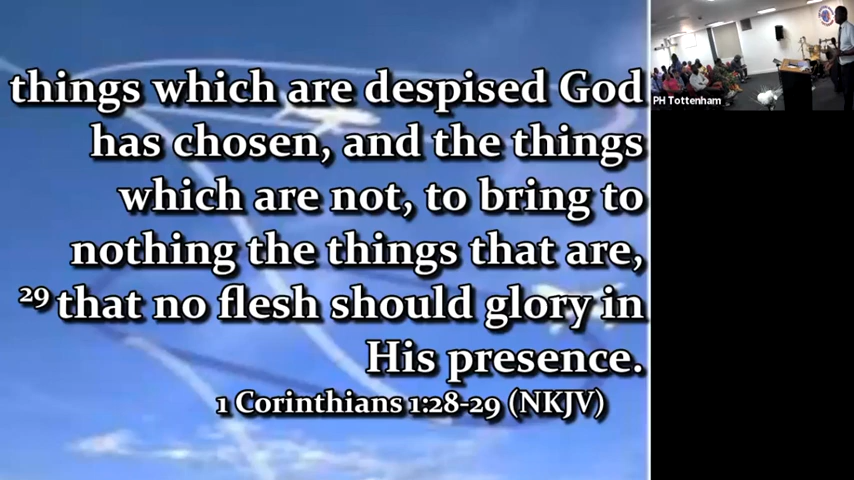 things which are despised God
has chosen, and the things
which are not, to bring to
nothing the things that are,
29 that no flesh should glory in
His presence.
1 Corinthians 1:28-29 (NKJV)
PH Tottenham